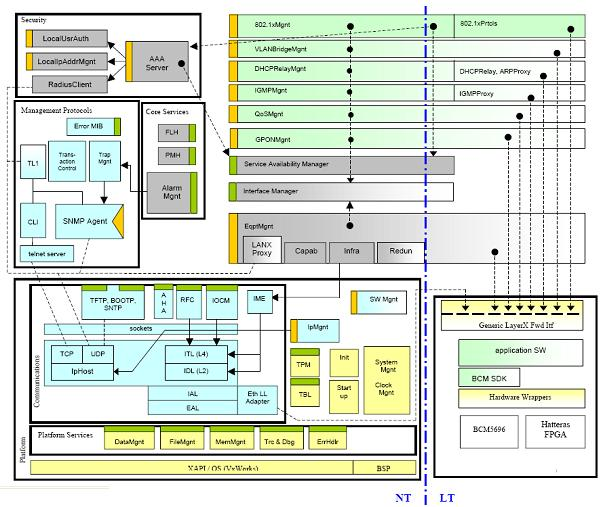 Security
LocalUsrAuth
LocalIpAddrMgnt
RadiusClient
AAA
Server
802.1xMgnt
802.1xPrtcls
VLANBridgeMgnt
DHCPRelayMgnt
DHCPRelay, ARPProxy
IGMPMgnt
IGMPProxy
QoSMgnt
GPONMgnt
Service Availability Manager
Interface Manager
EqptMgnt
LANX
Proxy
Capab
Infra
Redun
Management Protocols
Error MIB
TL1
Trans-
action
Control
Trap
Mgnt
CLI
SNMP Agent
telnet server
Core Services
FLH
PMH
Alarm
Mgnt
TFTP, BOOTP,
SNTP
A
H
A
RFC
IOCM
IME
SW Mgnt
sockets
IpMgnt
TCP
UDP
IpHost
ITL (L4)
IDL (L2)
IAL
EAL
Eth LL
Adapter
Communications
TPM
TBL
Init
Start
up
System
Mgnt
Clock
Mgnt
Platform
Platform Services
DataMgnt
FileMgnt
MemMgnt
Trc & Dbg
ErrHdlr
XAPI / OS (VxWorks)
BSP
Generic LayerX Fwd Itf
application SW
BCM SDK
Hardware Wrappers
BCM5696
Hatteras
FPGA
NT
LT